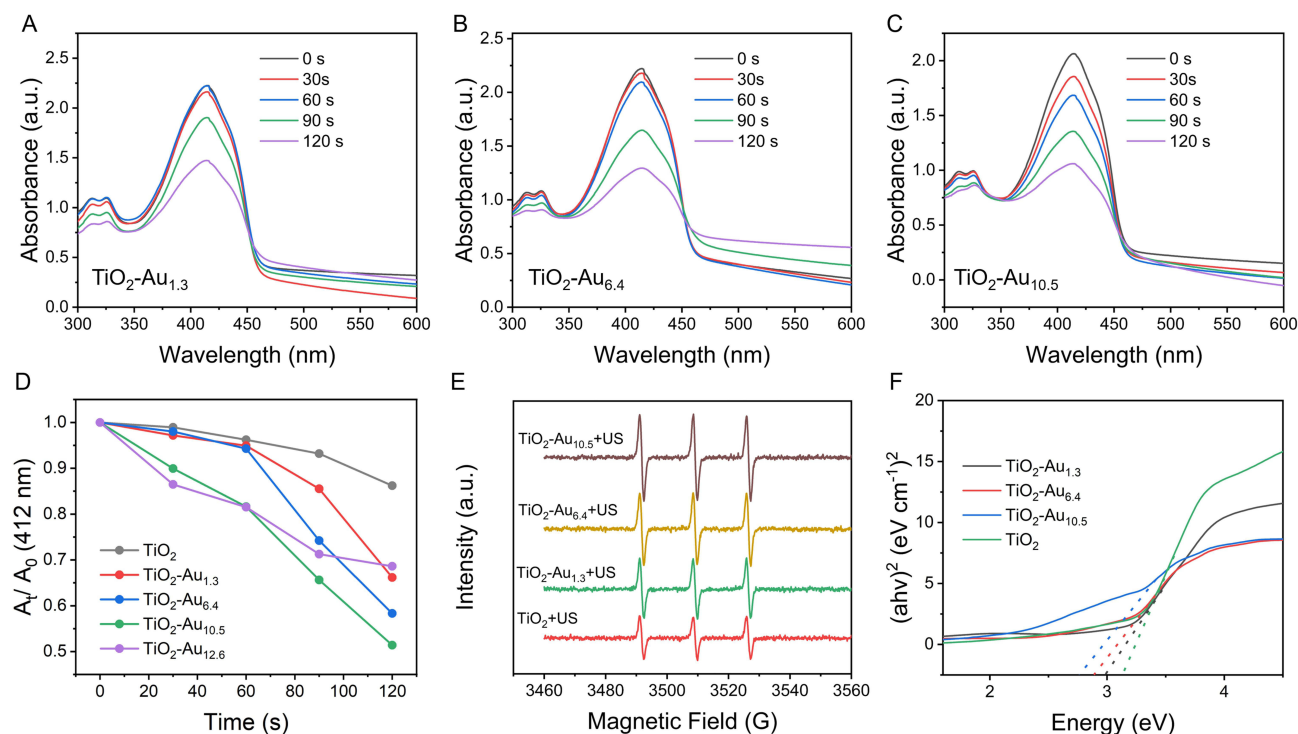 A
Absorbance (a.u.)
2.5
2.0
1.5
1.0
0.5
0.0
0 s
30s
60 s
90 s
120 s
TiO₂-Au₁.₃
300 350 400 450 500 550 600
Wavelength (nm)
B
Absorbance (a.u.)
2.5
2.0
1.5
1.0
0.5
0.0
0 s
30s
60 s
90 s
120 s
TiO₂-Au₆.₄
300 350 400 450 500 550 600
Wavelength (nm)
C
Absorbance (a.u.)
2.0
1.5
1.0
0.5
0.0
0 s
30s
60 s
90 s
120 s
TiO₂-Au₁₀.₅
300 350 400 450 500 550 600
Wavelength (nm)
D
Aₜ/ A₀ (412 nm)
1.0
0.9
0.8
0.7
0.6
0.5
TiO₂
TiO₂-Au₁.₃
TiO₂-Au₆.₄
TiO₂-Au₁₀.₅
TiO₂-Au₁₂.₆
0 20 40 60 80 100 120
Time (s)
E
Intensity (a.u.)
TiO₂-Au₁₀.₅+US
TiO₂-Au₆.₄+US
TiO₂-Au₁.₃+US
TiO₂+US
3460 3480 3500 3520 3540 3560
Magnetic Field (G)
F
(ahv)² (eV cm⁻¹)²
20
15
10
5
0
TiO₂-Au₁.₃
TiO₂-Au₆.₄
TiO₂-Au₁₀.₅
TiO₂
2 3 4
Energy (eV)